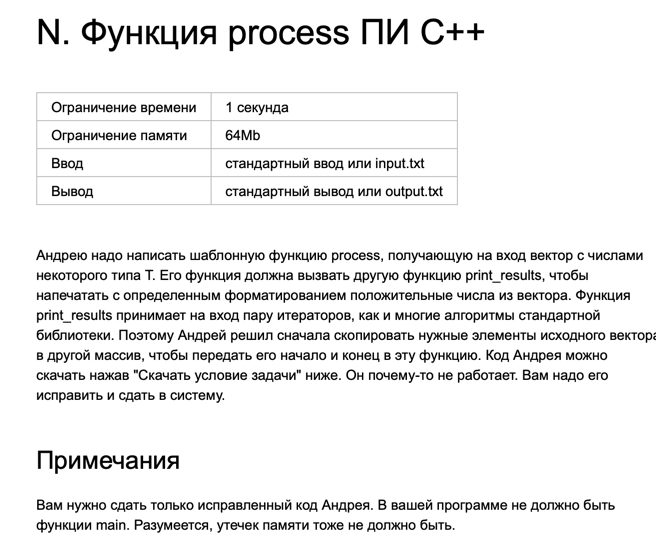 N. Функция process ПИ C++
Ограничение времени 1 секунда
Ограничение памяти 64Mb
Ввод стандартный ввод или input.txt
Вывод стандартный вывод или output.txt
Андрею надо написать шаблонную функцию process, получающую на вход вектор с числами
некоторого типа T. Его функция должна вызвать другую функцию print_results, чтобы
напечатать с определенным форматированием положительные числа из вектора. Функция
print_results принимает на вход пару итераторов, как и многие алгоритмы стандартной
библиотеки. Поэтому Андрей решил сначала скопировать нужные элементы исходного вектора
в другой массив, чтобы передать его начало и конец в эту функцию. Код Андрея можно
скачать нажав "Скачать условие задачи" ниже. Он почему-то не работает. Вам надо его
исправить и сдать в систему.
Примечания
Вам нужно сдать только исправленный код Андрея. В вашей программе не должно быть
функции main. Разумеется, утечек памяти тоже не должно быть.